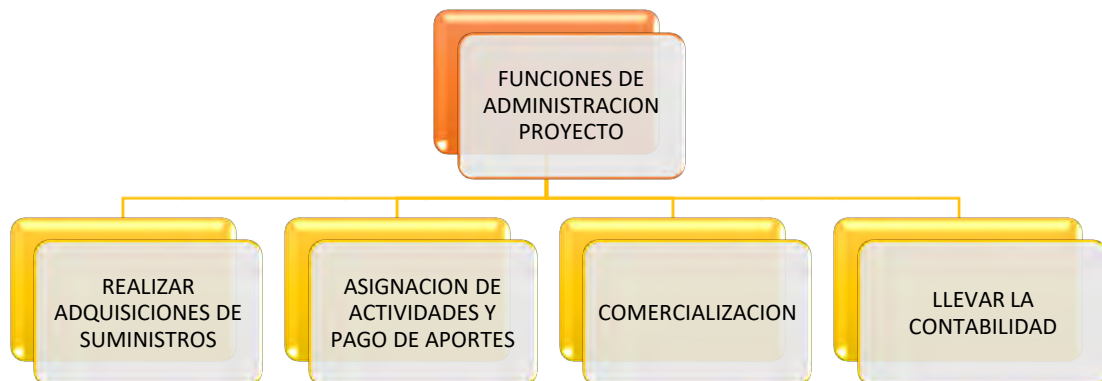 FUNCIONES DE
ADMINISTRACION
PROYECTO
REALIZAR
ADQUISICIONES DE
SUMINISTROS
ASIGNACION DE
ACTIVIDADES Y
PAGO DE APORTES
COMERCIALIZACION
LLEVAR LA
CONTABILIDAD